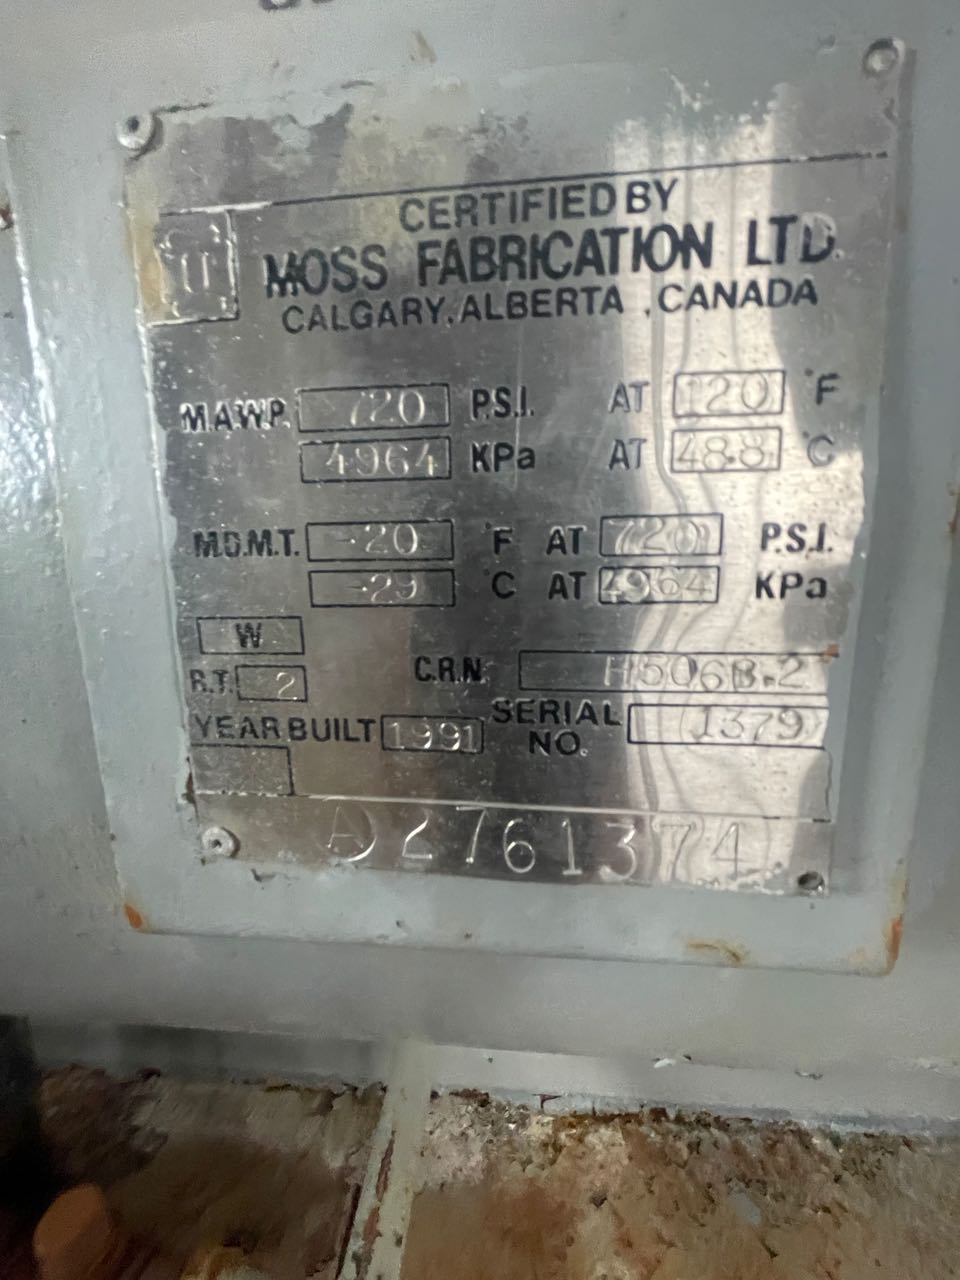 CERTIFIED BY
U MOSS FABRICATION LTD.
CALGARY, ALBERTA, CANADA
M.A.W.P. 720 P.S.I. AT 120 °F
4964 KPa AT 48.8 °C
M.D.M.T. -20 °F AT 720 P.S.I.
-29 °C AT 4964 KPa
W
R.T. 2 C.R.N. H5068.2
YEAR BUILT 1991 SERIAL NO. 1379
A02761374